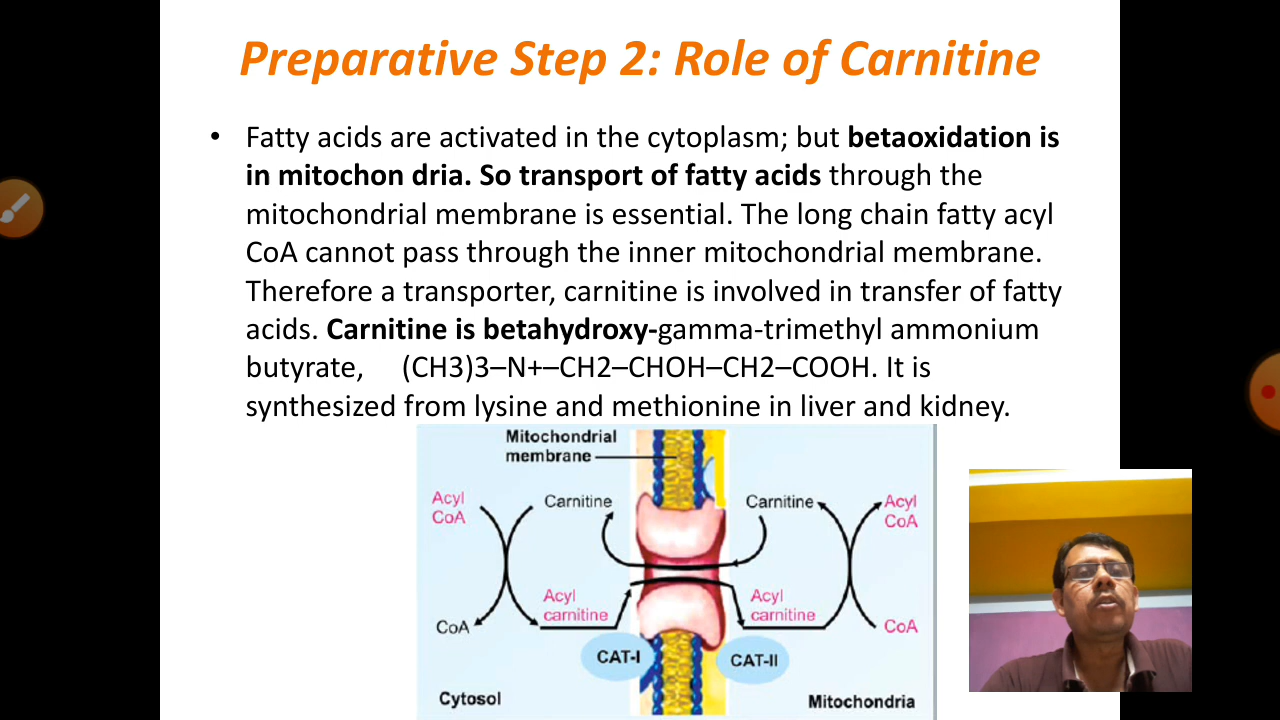 Preparative Step 2: Role of Carnitine
• Fatty acids are activated in the cytoplasm; but betaoxidation is
in mitochon dria. So transport of fatty acids through the
mitochondrial membrane is essential. The long chain fatty acyl
CoA cannot pass through the inner mitochondrial membrane.
Therefore a transporter, carnitine is involved in transfer of fatty
acids. Carnitine is betahydroxy-gamma-trimethyl ammonium
butyrate, (CH3)3–N+–CH2–CHOH–CH2–COOH. It is
synthesized from lysine and methionine in liver and kidney.
Mitochondrial
membrane
Acyl
CoA
Carnitine
Carnitine
Acyl
CoA
Acyl
carnitine
Acyl
carnitine
CoA
CoA
CAT-I
CAT-II
Cytosol
Mitochondria